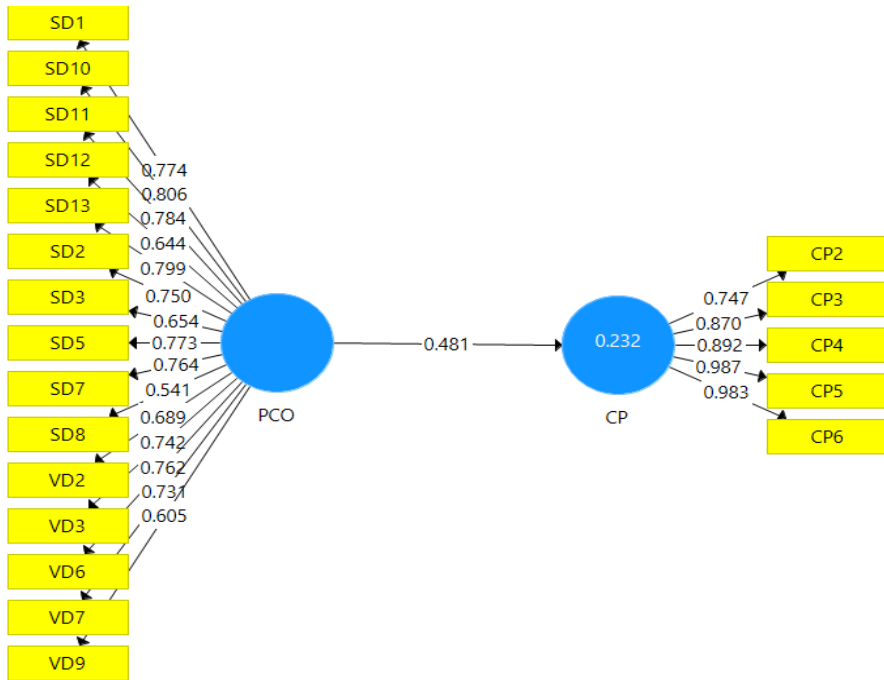 SD1
SD10
SD11
SD12
SD13
SD2
SD3
SD5
SD7
SD8
VD2
VD3
VD6
VD7
VD9
0.774
0.806
0.784
0.644
0.799
0.750
0.654
0.773
0.764
0.541
0.689
0.742
0.762
0.731
0.605
PCO
0.481
0.232
CP
0.747
0.870
0.892
0.987
0.983
CP2
CP3
CP4
CP5
CP6